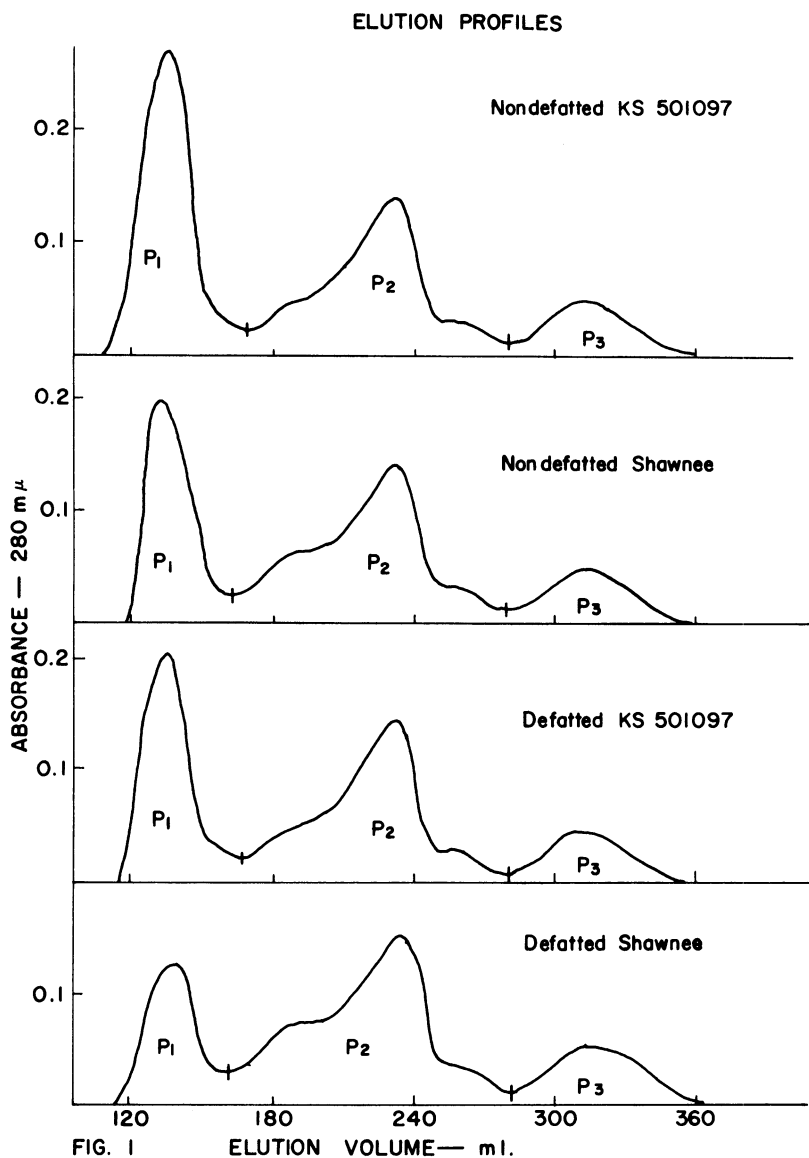 ELUTION PROFILES
Nondefatted KS 501097
0.2
0.1
P1
P2
P3
Nondefatted Shawnee
0.2
0.1
P1
P2
P3
ABSORBANCE — 280 mμ
Defatted KS 501097
0.2
0.1
P1
P2
P3
Defatted Shawnee
0.1
P1
P2
P3
120 180 240 300 360
FIG. 1 ELUTION VOLUME— ml.